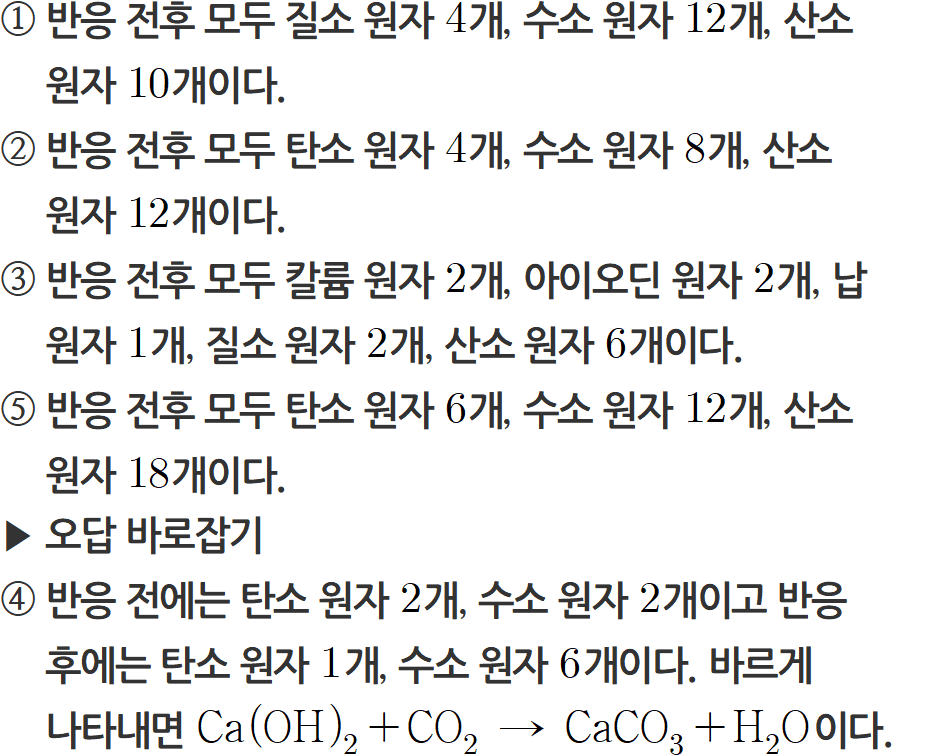 ① 반응 전후 모두 질소 원자 4개, 수소 원자 12개, 산소
원자 10개이다.
② 반응 전후 모두 탄소 원자 4개, 수소 원자 8개, 산소
원자 12개이다.
③ 반응 전후 모두 칼륨 원자 2개, 아이오딘 원자 2개, 납
원자 1개, 질소 원자 2개, 산소 원자 6개이다.
⑤ 반응 전후 모두 탄소 원자 6개, 수소 원자 12개, 산소
원자 18개이다.
▶ 오답 바로잡기
④ 반응 전에는 탄소 원자 2개, 수소 원자 2개이고 반응
후에는 탄소 원자 1개, 수소 원자 6개이다. 바르게
나타내면 Ca(OH)₂+CO₂ → CaCO₃+H₂O이다.